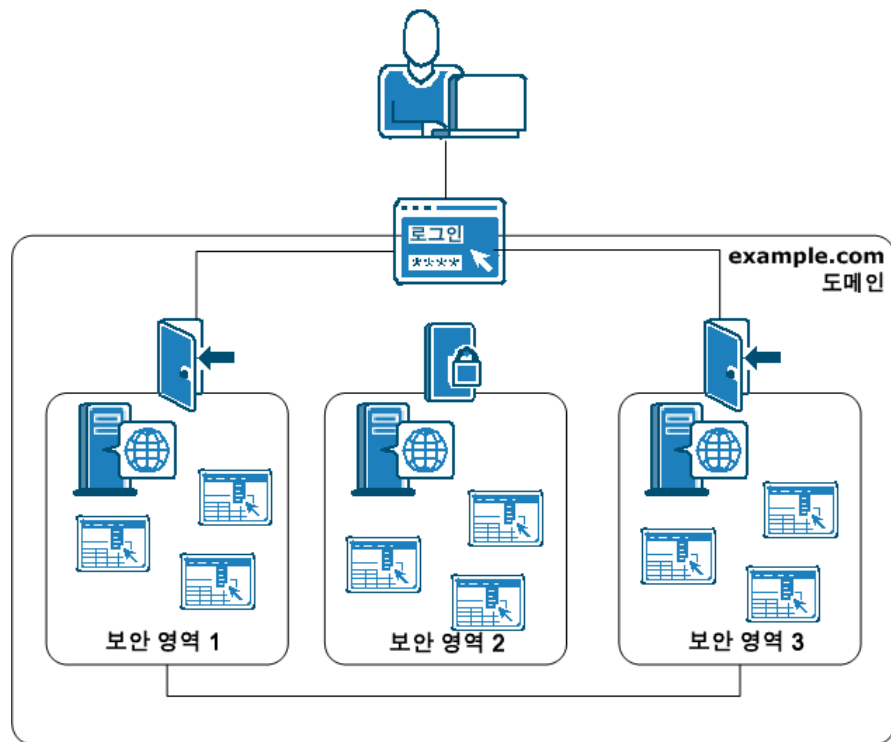 로그인
****
example.com
도메인
보안 영역 1
보안 영역 2
보안 영역 3